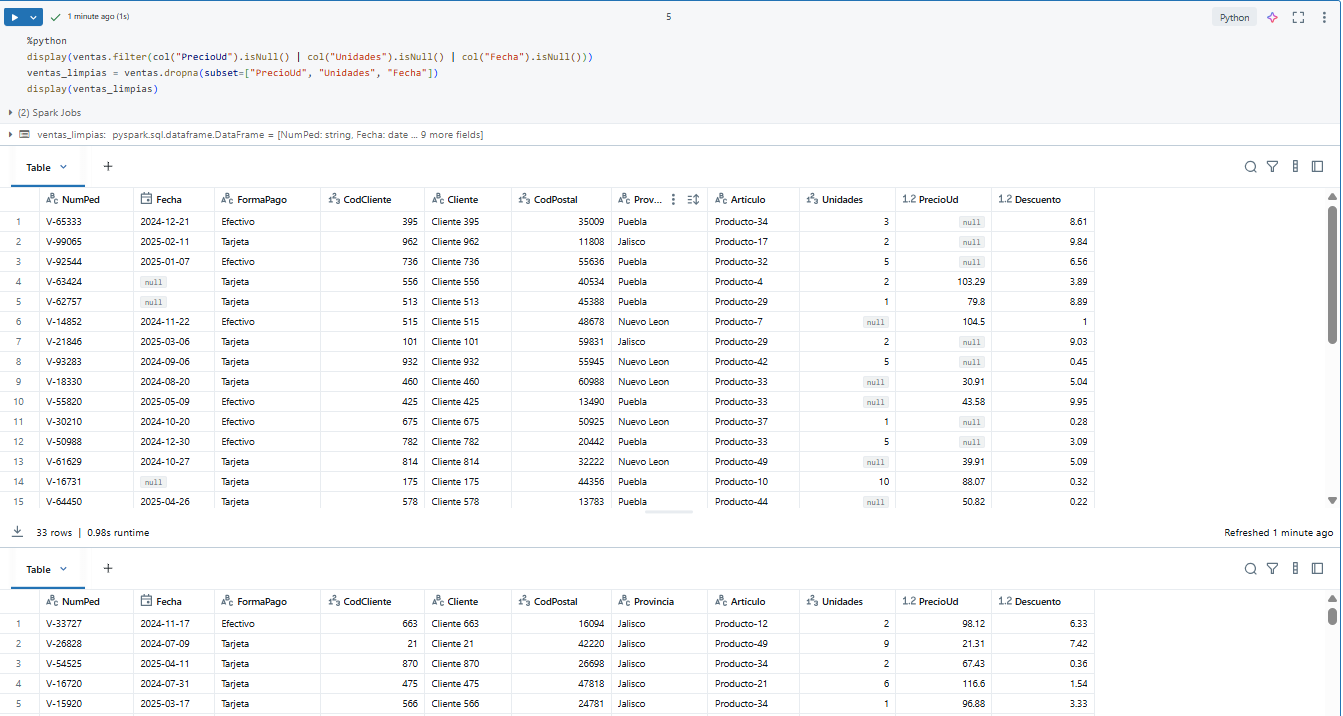 1 minute ago (1s)
5
Python
%python
display(ventas.filter(col("PrecioUd").isNull() | col("Unidades").isNull() | col("Fecha").isNull()))
ventas_limpias = ventas.dropna(subset=["PrecioUd", "Unidades", "Fecha"])
display(ventas_limpias)
(2) Spark Jobs
ventas_limpias: pyspark.sql.dataframe.DataFrame = [NumPed: string, Fecha: date ... 9 more fields]
Table
NumPed Fecha FormaPago CodCliente Cliente CodPostal Prov... Articulo Unidades 1.2 PrecioUd 1.2 Descuento
1 V-65333 2024-12-21 Efectivo 395 Cliente 395 35009 Puebla Producto-34 3 null 8.61
2 V-99065 2025-02-11 Tarjeta 962 Cliente 962 11808 Jalisco Producto-17 2 null 9.84
3 V-92544 2025-01-07 Efectivo 736 Cliente 736 55636 Puebla Producto-32 5 null 6.56
4 V-63424 null Tarjeta 556 Cliente 556 40534 Puebla Producto-4 2 103.29 3.89
5 V-62757 null Tarjeta 513 Cliente 513 45388 Puebla Producto-29 1 79.8 8.89
6 V-14852 2024-11-22 Efectivo 515 Cliente 515 48678 Nuevo Leon Producto-7 null 104.5 1
7 V-21846 2025-03-06 Tarjeta 101 Cliente 101 59831 Jalisco Producto-29 2 null 9.03
8 V-93283 2024-09-06 Tarjeta 932 Cliente 932 55945 Nuevo Leon Producto-42 5 null 0.45
9 V-18330 2024-08-20 Tarjeta 460 Cliente 460 60988 Nuevo Leon Producto-33 null 30.91 5.04
10 V-55820 2025-05-09 Efectivo 425 Cliente 425 13490 Puebla Producto-33 null 43.58 9.95
11 V-30210 2024-10-20 Efectivo 675 Cliente 675 50925 Nuevo Leon Producto-37 1 null 0.28
12 V-50988 2024-12-30 Efectivo 782 Cliente 782 20442 Puebla Producto-33 5 null 3.09
13 V-61629 2024-10-27 Tarjeta 814 Cliente 814 32222 Nuevo Leon Producto-49 null 39.91 5.09
14 V-16731 null Tarjeta 175 Cliente 175 44356 Puebla Producto-10 10 88.07 0.32
15 V-64450 2025-04-26 Tarjeta 578 Cliente 578 13783 Puebla Producto-44 null 50.82 0.22
33 rows | 0.98s runtime Refreshed 1 minute ago
Table
NumPed Fecha FormaPago CodCliente Cliente CodPostal Provincia Articulo Unidades 1.2 PrecioUd 1.2 Descuento
1 V-33727 2024-11-17 Efectivo 663 Cliente 663 16094 Jalisco Producto-12 2 98.12 6.33
2 V-26828 2024-07-09 Tarjeta 21 Cliente 21 42220 Jalisco Producto-49 9 21.31 7.42
3 V-54525 2025-04-11 Tarjeta 870 Cliente 870 26698 Jalisco Producto-34 2 67.43 0.36
4 V-16720 2024-07-31 Tarjeta 475 Cliente 475 47818 Jalisco Producto-21 6 116.6 1.54
5 V-15920 2025-03-17 Tarjeta 566 Cliente 566 24781 Jalisco Producto-34 1 96.88 3.33